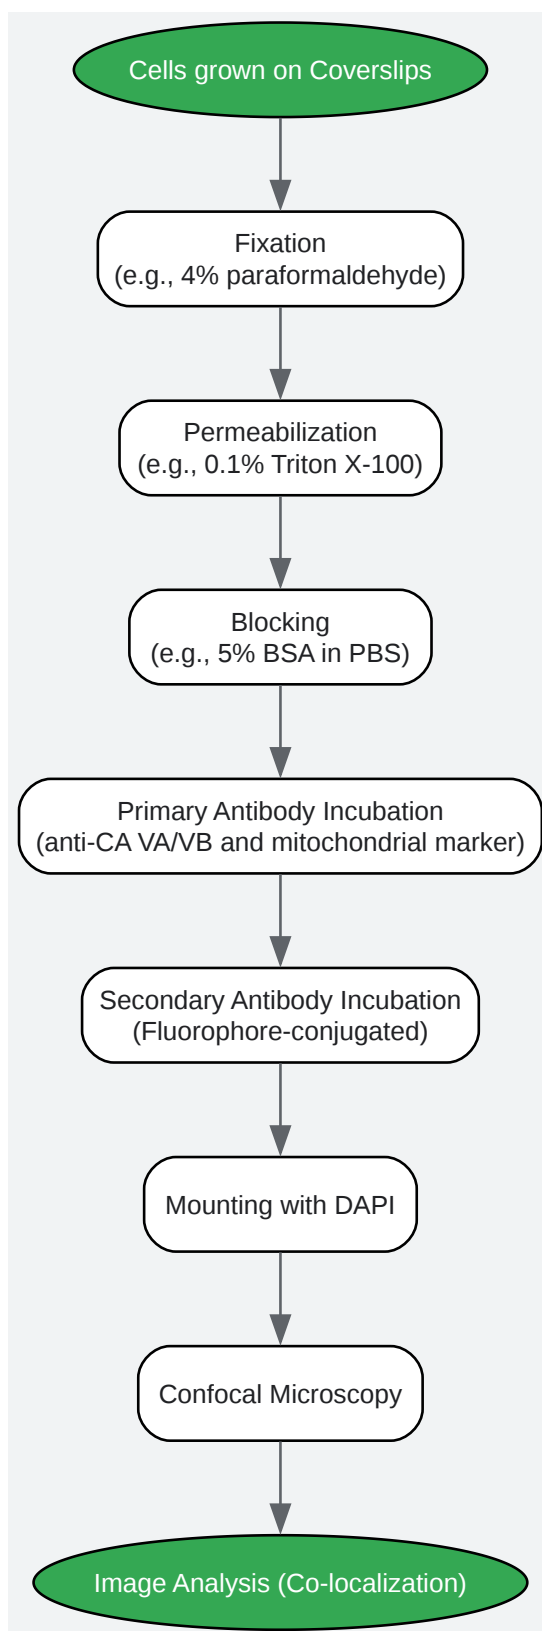 Cells grown on Coverslips
Fixation
(e.g., 4% paraformaldehyde)
Permeabilization
(e.g., 0.1% Triton X-100)
Blocking
(e.g., 5% BSA in PBS)
Primary Antibody Incubation
(anti-CA VA/VB and mitochondrial marker)
Secondary Antibody Incubation
(Fluorophore-conjugated)
Mounting with DAPI
Confocal Microscopy
Image Analysis (Co-localization)